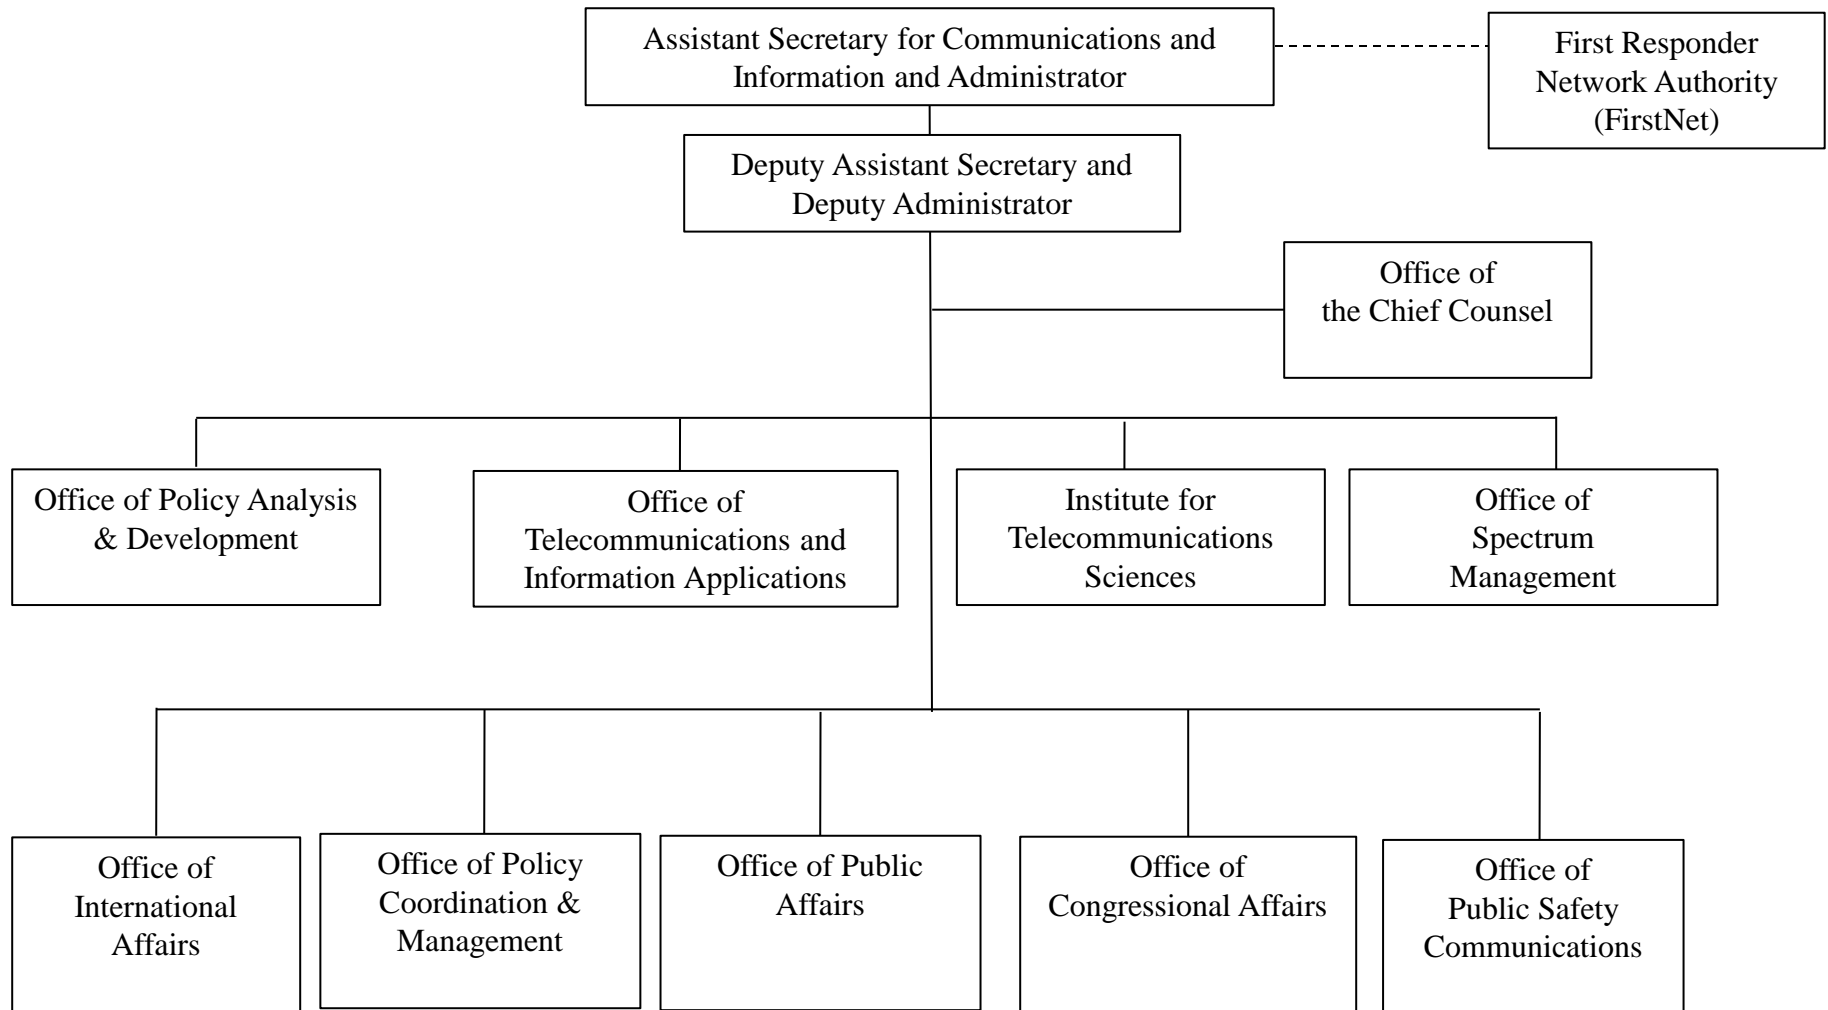 Assistant Secretary for Communications and
Information and Administrator
First Responder
Network Authority
(FirstNet)
Deputy Assistant Secretary and
Deputy Administrator
Office of
the Chief Counsel
Office of Policy Analysis
& Development
Office of
Telecommunications and
Information Applications
Institute for
Telecommunications
Sciences
Office of
Spectrum
Management
Office of
International
Affairs
Office of Policy
Coordination &
Management
Office of Public
Affairs
Office of
Congressional Affairs
Office of
Public Safety
Communications